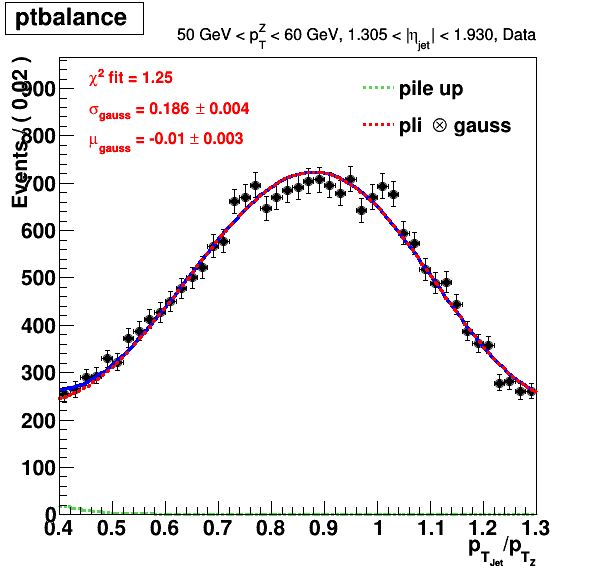 ptbalance
50 GeV < p_T^Z < 60 GeV, 1.305 < |η_jet| < 1.930, Data
Events / ( 0.02 )
χ² fit = 1.25
σ_gauss = 0.186 ± 0.004
μ_gauss = -0.01 ± 0.003
pile up
pli ⊗ gauss
900
800
700
600
500
400
300
200
100
0
0.4 0.5 0.6 0.7 0.8 0.9 1 1.1 1.2 1.3
p_T_Jet/p_T_Z